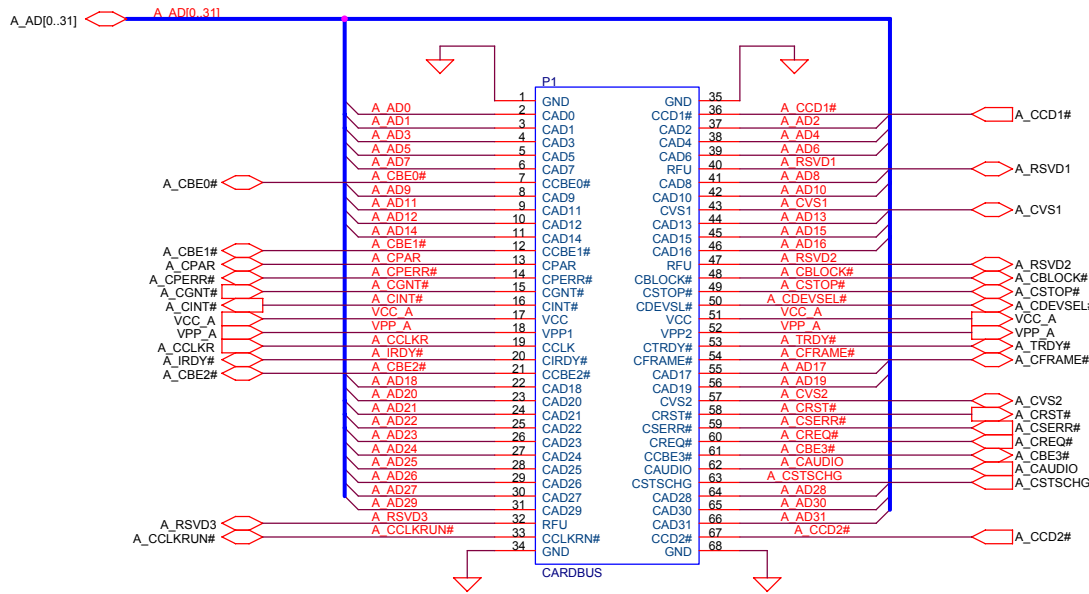 A_AD[0..31] A_AD[0..31]
P1
1 GND GND 35
A_AD0 2 CAD0 CCD1# 36 A_CCD1# A_CCD1#
A_AD1 3 CAD1 CAD2 37 A_AD2
A_AD3 4 CAD3 CAD4 38 A_AD4
A_AD5 5 CAD5 CAD6 39 A_AD6
A_AD7 6 CAD7 RFU 40 A_RSVD1 A_RSVD1
A_CBE0# A_CBE0# 7 CCBE0# CAD8 41 A_AD8
A_AD9 8 CAD9 CAD10 42 A_AD10
A_AD11 9 CAD11 CVS1 43 A_CVS1 A_CVS1
A_AD12 10 CAD12 CAD13 44 A_AD13
A_AD14 11 CAD14 CAD15 45 A_AD15
A_CBE1# A_CBE1# 12 CCBE1# CAD16 46 A_AD16
A_CPAR A_CPAR 13 CPAR RFU 47 A_RSVD2 A_RSVD2
A_CPERR# A_CPERR# 14 CPERR# CBLOCK# 48 A_CBLOCK# A_CBLOCK#
A_CGNT# A_CGNT# 15 CGNT# CSTOP# 49 A_CSTOP# A_CSTOP#
A_CINT# A_CINT# 16 CINT# CDEVSL# 50 A_CDEVSEL# A_CDEVSEL#
VCC_A VCC_A 17 VCC VCC 51 VCC_A VCC_A
VPP_A VPP_A 18 VPP1 VPP2 52 VPP_A VPP_A
A_CCLKR A_CCLKR 19 CCLK CTRDY# 53 A_TRDY# A_TRDY#
A_IRDY# A_IRDY# 20 CIRDY# CFRAME# 54 A_CFRAME# A_CFRAME#
A_CBE2# A_CBE2# 21 CCBE2# CAD17 55 A_AD17
A_AD18 22 CAD18 CAD19 56 A_AD19
A_AD20 23 CAD20 CVS2 57 A_CVS2 A_CVS2
A_AD21 24 CAD21 CRST# 58 A_CRST# A_CRST#
A_AD22 25 CAD22 CSERR# 59 A_CSERR# A_CSERR#
A_AD23 26 CAD23 CREQ# 60 A_CREQ# A_CREQ#
A_AD24 27 CAD24 CCBE3# 61 A_CBE3# A_CBE3#
A_AD25 28 CAD25 CAUDIO 62 A_CAUDIO A_CAUDIO
A_AD26 29 CAD26 CSTSCHG 63 A_CSTSCHG A_CSTSCHG
A_AD27 30 CAD27 CAD28 64 A_AD28
A_AD29 31 CAD29 CAD30 65 A_AD30
A_RSVD3 A_RSVD3 32 RFU CAD31 66 A_AD31
A_CCLKRUN# A_CCLKRUN# 33 CCLKRN# CCD2# 67 A_CCD2# A_CCD2#
34 GND GND 68
CARDBUS